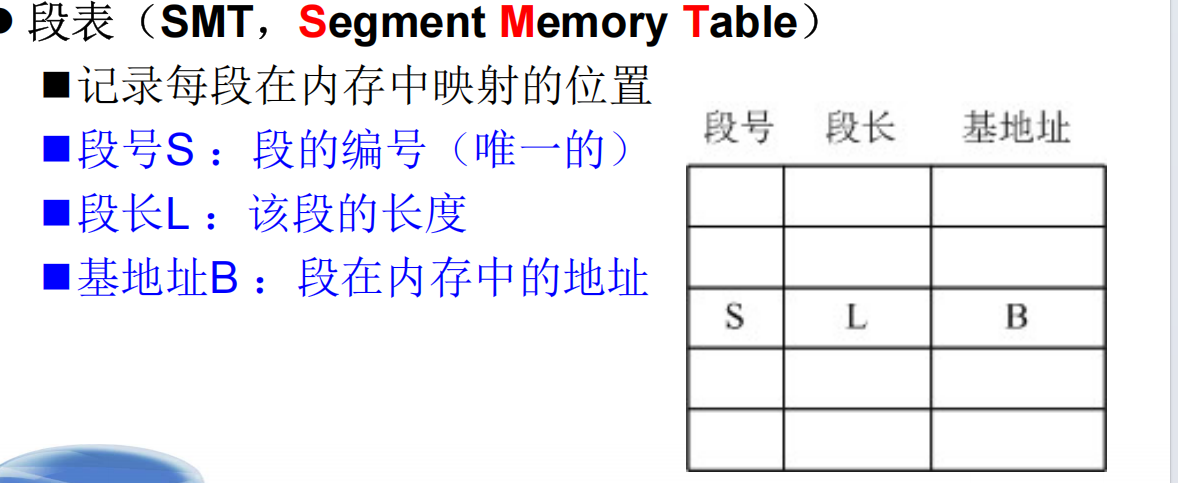 ● 段表（SMT，Segment Memory Table）
■记录每段在内存中映射的位置
■段号S：段的编号（唯一的）
■段长L：该段的长度
■基地址B：段在内存中的地址
段号 段长 基地址
S L B